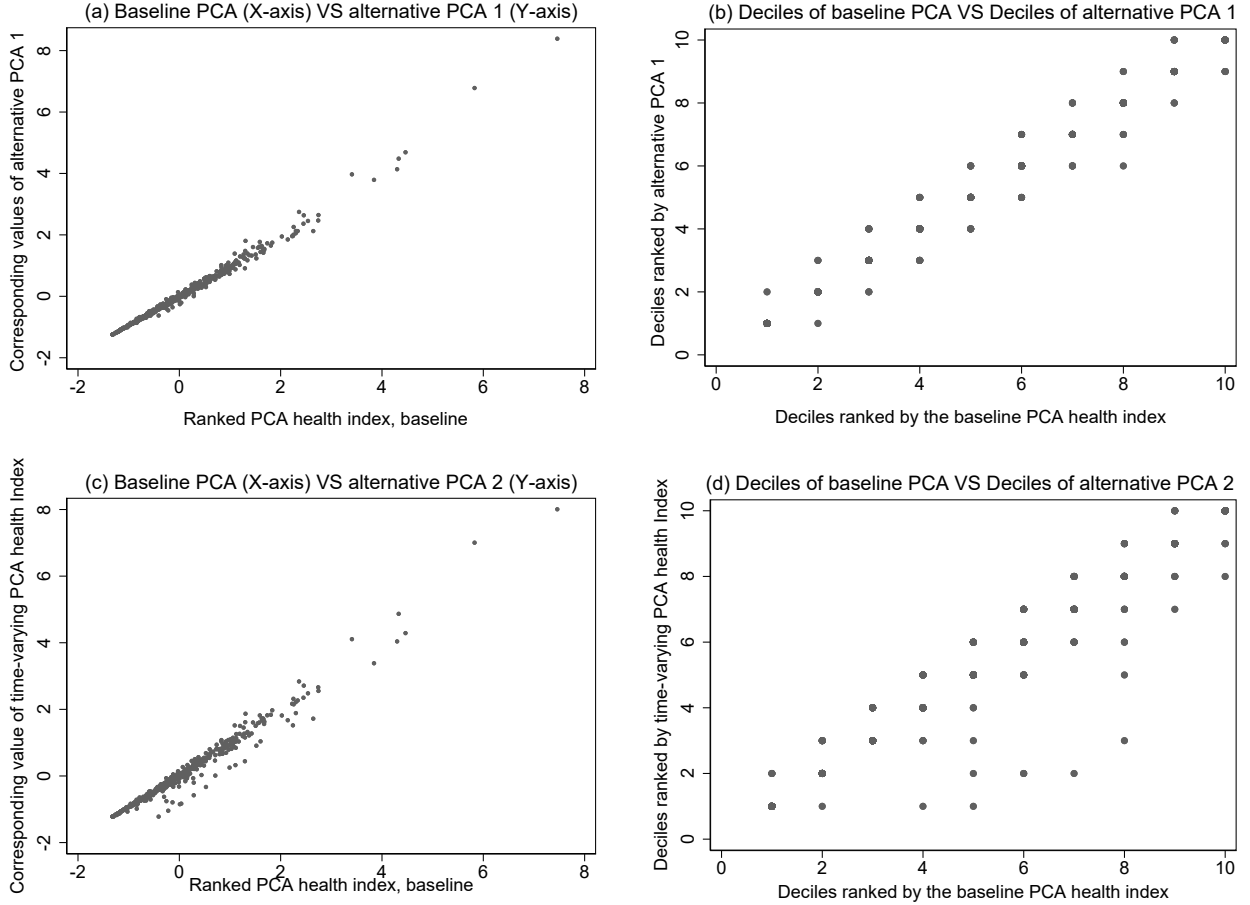 (a) Baseline PCA (X-axis) VS alternative PCA 1 (Y-axis)
Corresponding values of alternative PCA 1
8
6
4
2
0
-2
-2 0 2 4 6 8
Ranked PCA health index, baseline
(b) Deciles of baseline PCA VS Deciles of alternative PCA 1
Deciles ranked by alternative PCA 1
10
8
6
4
2
0
0 2 4 6 8 10
Deciles ranked by the baseline PCA health index
(c) Baseline PCA (X-axis) VS alternative PCA 2 (Y-axis)
Corresponding value of time-varying PCA health Index
8
6
4
2
0
-2
-2 0 2 4 6 8
Ranked PCA health index, baseline
(d) Deciles of baseline PCA VS Deciles of alternative PCA 2
Deciles ranked by time-varying PCA health Index
10
8
6
4
2
0
0 2 4 6 8 10
Deciles ranked by the baseline PCA health index